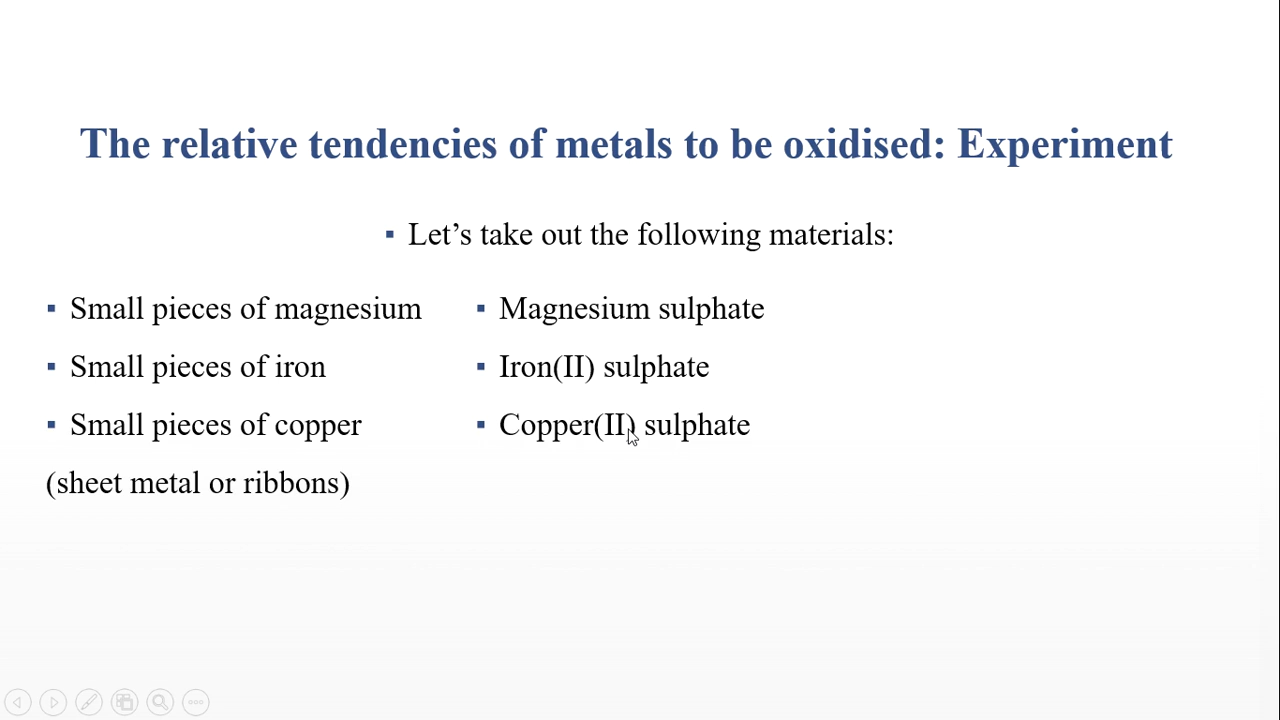 The relative tendencies of metals to be oxidised: Experiment
▪ Let’s take out the following materials:
▪ Small pieces of magnesium
▪ Small pieces of iron
▪ Small pieces of copper
(sheet metal or ribbons)
▪ Magnesium sulphate
▪ Iron(II) sulphate
▪ Copper(II) sulphate